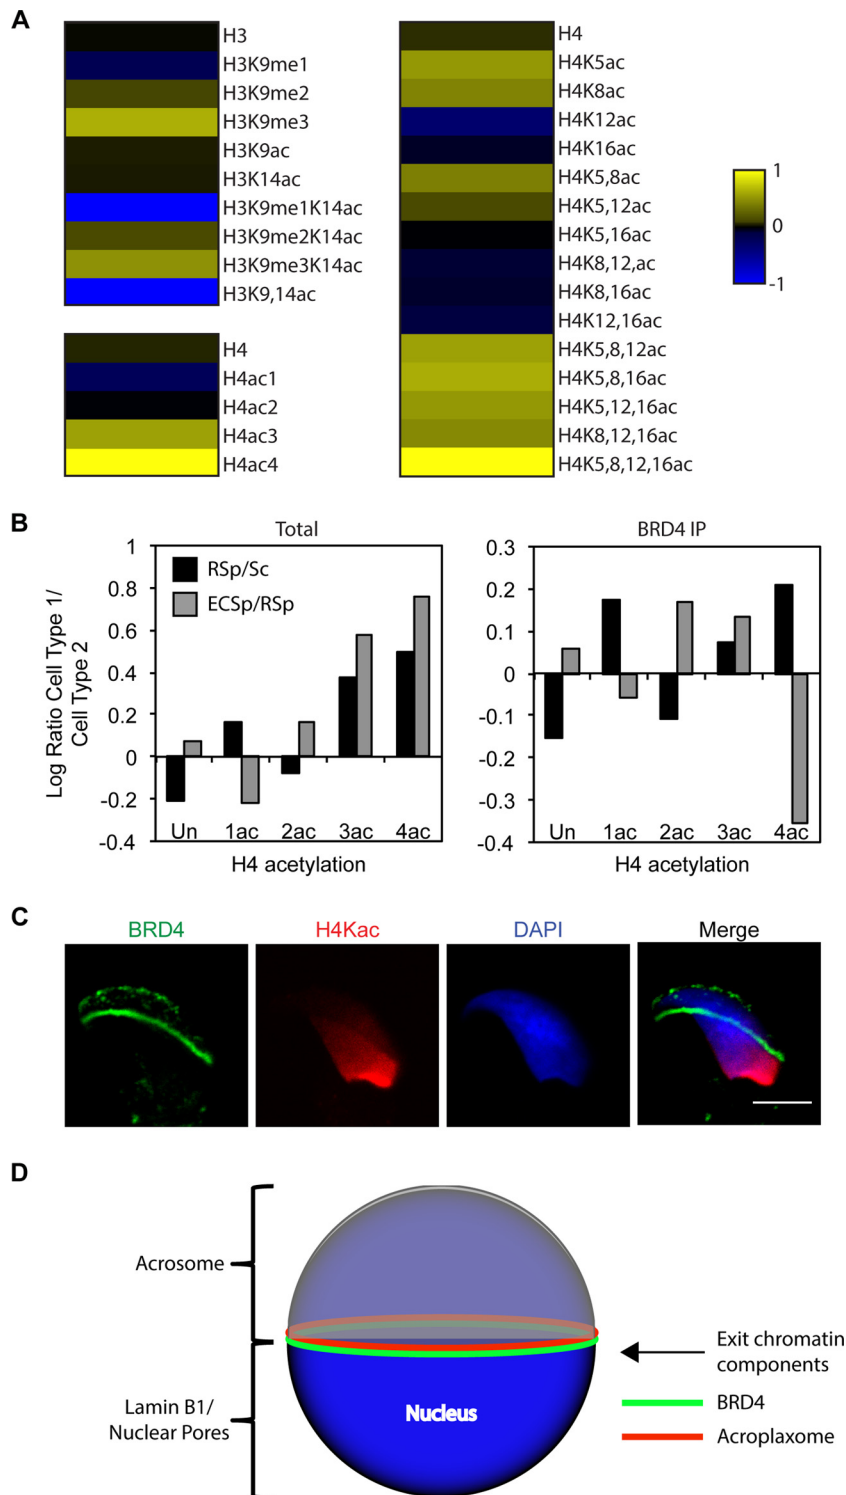 A
H3
H3K9me1
H3K9me2
H3K9me3
H3K9ac
H3K14ac
H3K9me1K14ac
H3K9me2K14ac
H3K9me3K14ac
H3K9,14ac
H4
H4ac1
H4ac2
H4ac3
H4ac4
H4
H4K5ac
H4K8ac
H4K12ac
H4K16ac
H4K5,8ac
H4K5,12ac
H4K5,16ac
H4K8,12,ac
H4K8,16ac
H4K12,16ac
H4K5,8,12ac
H4K5,8,16ac
H4K5,12,16ac
H4K8,12,16ac
H4K5,8,12,16ac
1
0
-1
B
Total
Log Ratio Cell Type 1/
Cell Type 2
1
0.8
0.6
0.4
0.2
0
-0.2
-0.4
RSp/Sc
ECSp/RSp
Un 1ac 2ac 3ac 4ac
H4 acetylation
BRD4 IP
0.3
0.2
0.1
0
-0.1
-0.2
-0.3
-0.4
Un 1ac 2ac 3ac 4ac
H4 acetylation
C
BRD4 H4Kac DAPI Merge
D
Acrosome
Lamin B1/
Nuclear Pores
Nucleus
Exit chromatin
components
BRD4
Acroplaxome